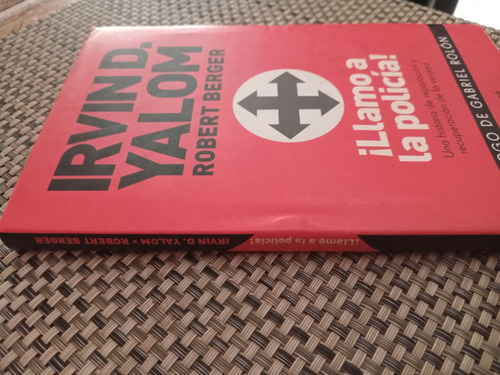 IRVIN D.
YALOM
ROBERT BERGER
¡Llamo a
la policía!
Una historia de reparación y
recuperación de la verdad
GO DE GABRIEL ROLÓN
IRVIN D. YALOM • ROBERT BERGER
¡Llamo a la policía!